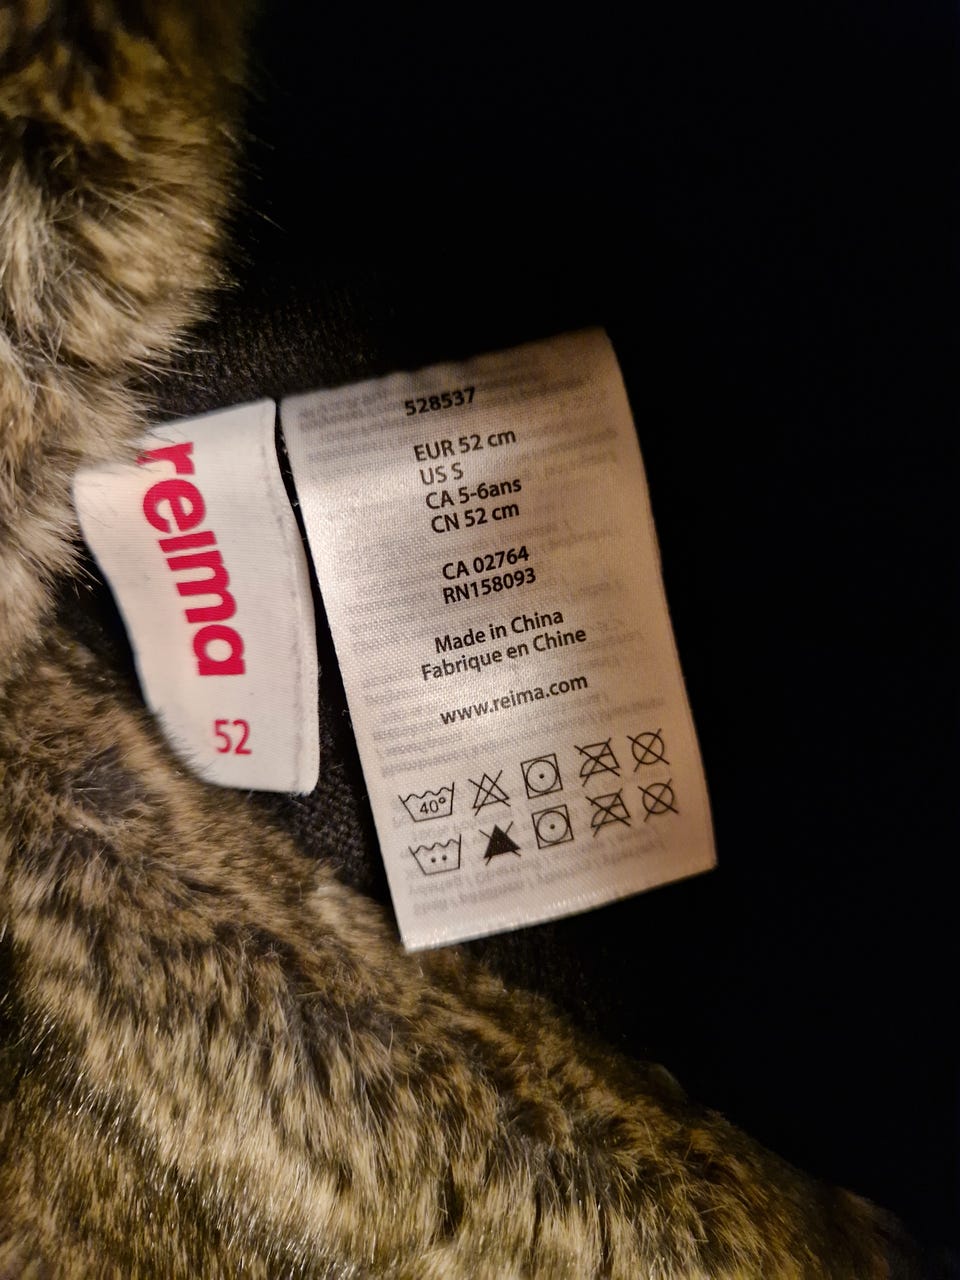 reima
52
528537
EUR 52 cm
US S
CA 5-6ans
CN 52 cm
CA 02764
RN158093
Made in China
Fabrique en Chine
www.reima.com
40°